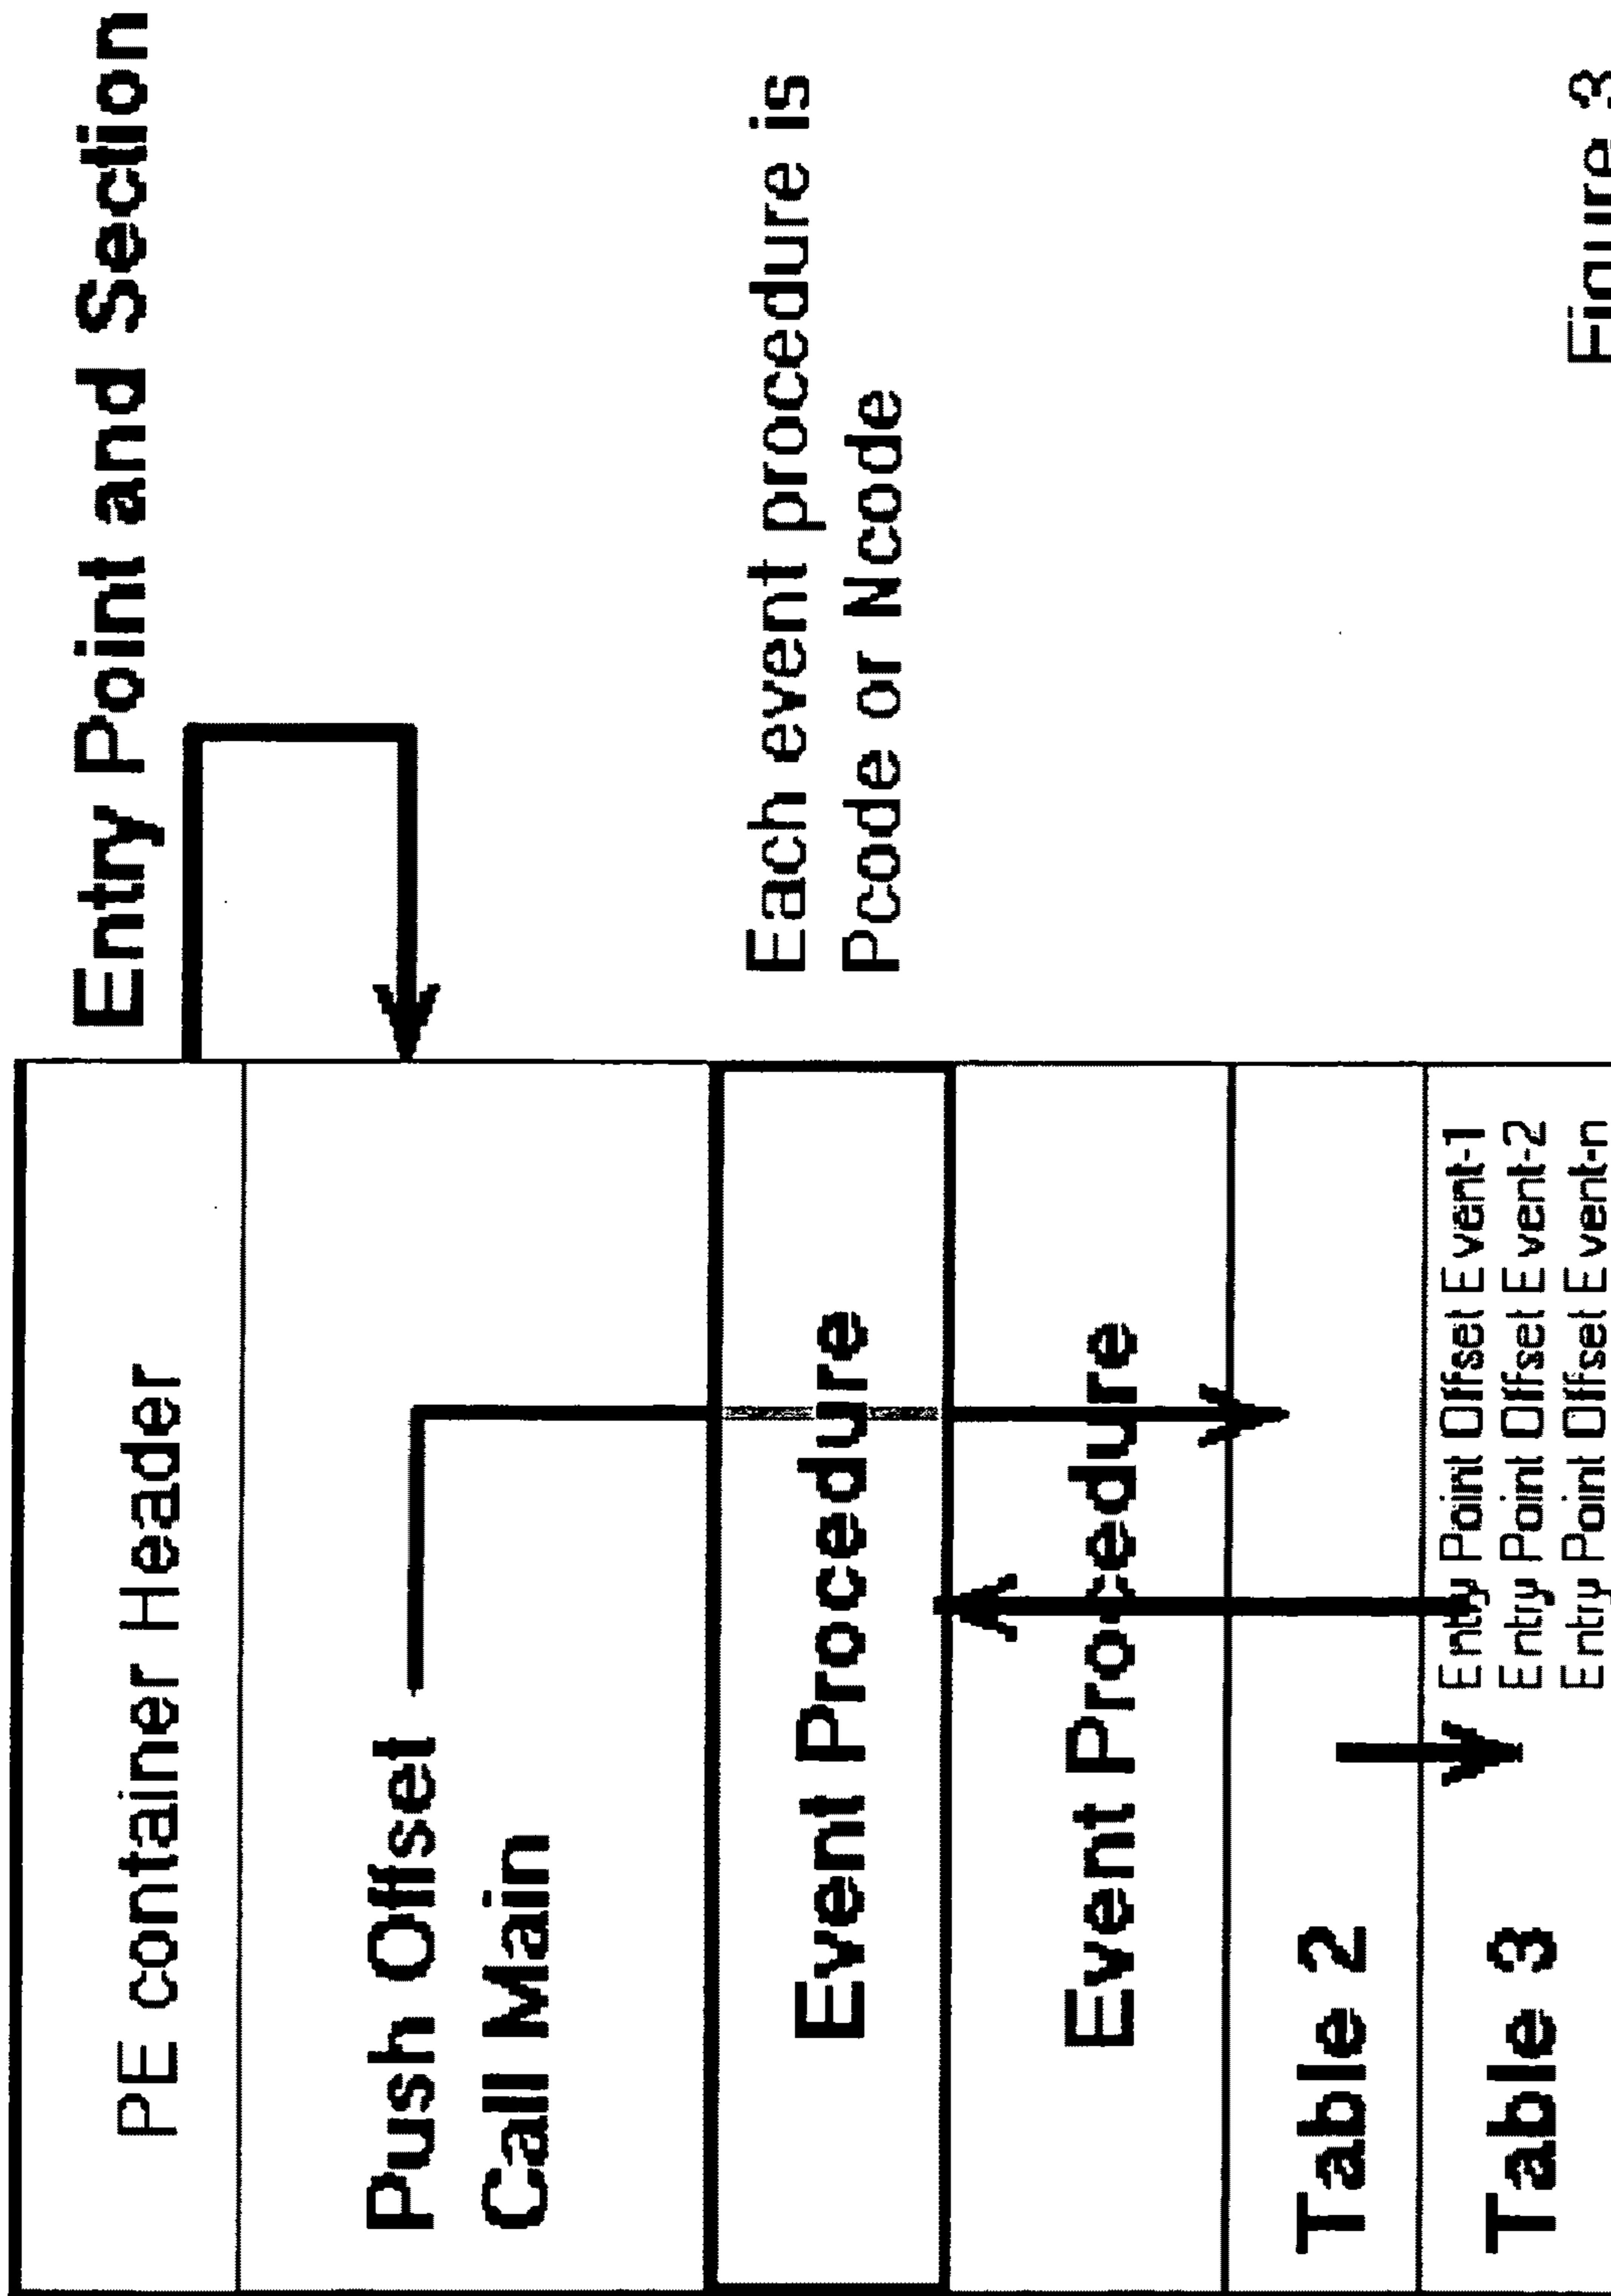 Entry Point and Section
PE container Header
Push Offset
Call Main
Each event procedure is
Pcode or Ncode
Event Procedure
Event Procedure
Table 2
Table 3
Entry Point Offset Event-1
Entry Point Offset Event-2
Entry Point Offset Event-n
Figure 3